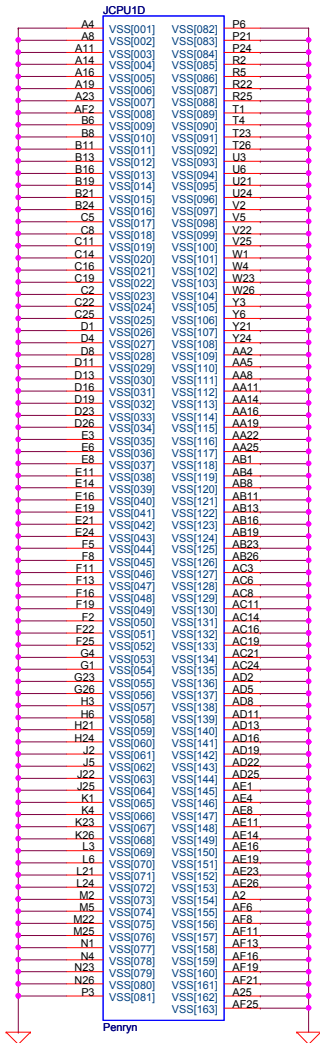 JCPU1D
A4 VSS[001] VSS[082] P6
A8 VSS[002] VSS[083] P21
A11 VSS[003] VSS[084] P24
A14 VSS[004] VSS[085] R2
A16 VSS[005] VSS[086] R5
A19 VSS[006] VSS[087] R22
A23 VSS[007] VSS[088] R25
AF2 VSS[008] VSS[089] T1
B6 VSS[009] VSS[090] T4
B8 VSS[010] VSS[091] T23
B11 VSS[011] VSS[092] T26
B13 VSS[012] VSS[093] U3
B16 VSS[013] VSS[094] U6
B19 VSS[014] VSS[095] U21
B21 VSS[015] VSS[096] U24
B24 VSS[016] VSS[097] V2
C5 VSS[017] VSS[098] V5
C8 VSS[018] VSS[099] V22
C11 VSS[019] VSS[100] V25
C14 VSS[020] VSS[101] W1
C16 VSS[021] VSS[102] W4
C19 VSS[022] VSS[103] W23
C2 VSS[023] VSS[104] W26
C22 VSS[024] VSS[105] Y3
C25 VSS[025] VSS[106] Y6
D1 VSS[026] VSS[107] Y21
D4 VSS[027] VSS[108] Y24
D8 VSS[028] VSS[109] AA2
D11 VSS[029] VSS[110] AA5
D13 VSS[030] VSS[111] AA8
D16 VSS[031] VSS[112] AA11
D19 VSS[032] VSS[113] AA14
D23 VSS[033] VSS[114] AA16
D26 VSS[034] VSS[115] AA19
E3 VSS[035] VSS[116] AA22
E6 VSS[036] VSS[117] AA25
E8 VSS[037] VSS[118] AB1
E11 VSS[038] VSS[119] AB4
E14 VSS[039] VSS[120] AB8
E16 VSS[040] VSS[121] AB11
E19 VSS[041] VSS[122] AB13
E21 VSS[042] VSS[123] AB16
E24 VSS[043] VSS[124] AB19
F5 VSS[044] VSS[125] AB23
F8 VSS[045] VSS[126] AB26
F11 VSS[046] VSS[127] AC3
F13 VSS[047] VSS[128] AC6
F16 VSS[048] VSS[129] AC8
F19 VSS[049] VSS[130] AC11
F2 VSS[050] VSS[131] AC14
F22 VSS[051] VSS[132] AC16
F25 VSS[052] VSS[133] AC19
G4 VSS[053] VSS[134] AC21
G1 VSS[054] VSS[135] AC24
G23 VSS[055] VSS[136] AD2
G26 VSS[056] VSS[137] AD5
H3 VSS[057] VSS[138] AD8
H6 VSS[058] VSS[139] AD11
H21 VSS[059] VSS[140] AD13
H24 VSS[060] VSS[141] AD16
J2 VSS[061] VSS[142] AD19
J5 VSS[062] VSS[143] AD22
J22 VSS[063] VSS[144] AD25
J25 VSS[064] VSS[145] AE1
K1 VSS[065] VSS[146] AE4
K4 VSS[066] VSS[147] AE8
K23 VSS[067] VSS[148] AE11
K26 VSS[068] VSS[149] AE14
L3 VSS[069] VSS[150] AE16
L6 VSS[070] VSS[151] AE19
L21 VSS[071] VSS[152] AE23
L24 VSS[072] VSS[153] AE26
M2 VSS[073] VSS[154] A2
M5 VSS[074] VSS[155] AF6
M22 VSS[075] VSS[156] AF8
M25 VSS[076] VSS[157] AF11
N1 VSS[077] VSS[158] AF13
N4 VSS[078] VSS[159] AF16
N23 VSS[079] VSS[160] AF19
N26 VSS[080] VSS[161] AF21
P3 VSS[081] VSS[162] A25
VSS[163] AF25
Penryn